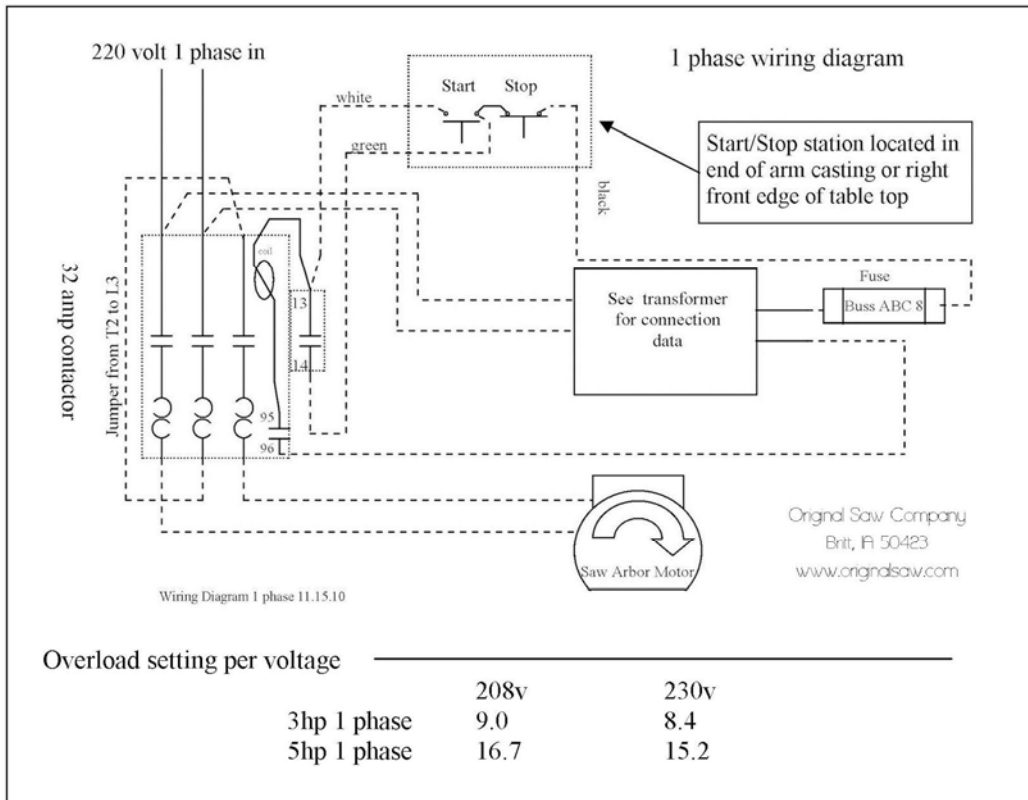 220 volt 1 phase in
1 phase wiring diagram
Start Stop
white
green
black
Start/Stop station located in
end of arm casting or right
front edge of table top
32 amp contactor
Jumper from T2 to L3
coil
13
14
95
96
See transformer
for connection
data
Fuse
Buss ABC 8
Saw Arbor Motor
Original Saw Company
Britt, IA 50423
www.originalsaw.com
Wiring Diagram 1 phase 11.15.10
Overload setting per voltage
208v 230v
3hp 1 phase 9.0 8.4
5hp 1 phase 16.7 15.2